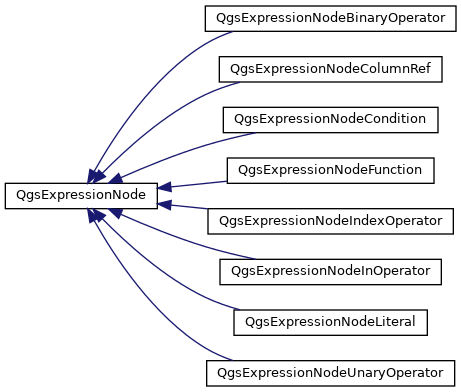 QgsExpressionNodeBinaryOperator
QgsExpressionNodeColumnRef
QgsExpressionNodeCondition
QgsExpressionNodeFunction
QgsExpressionNode
QgsExpressionNodeIndexOperator
QgsExpressionNodeInOperator
QgsExpressionNodeLiteral
QgsExpressionNodeUnaryOperator